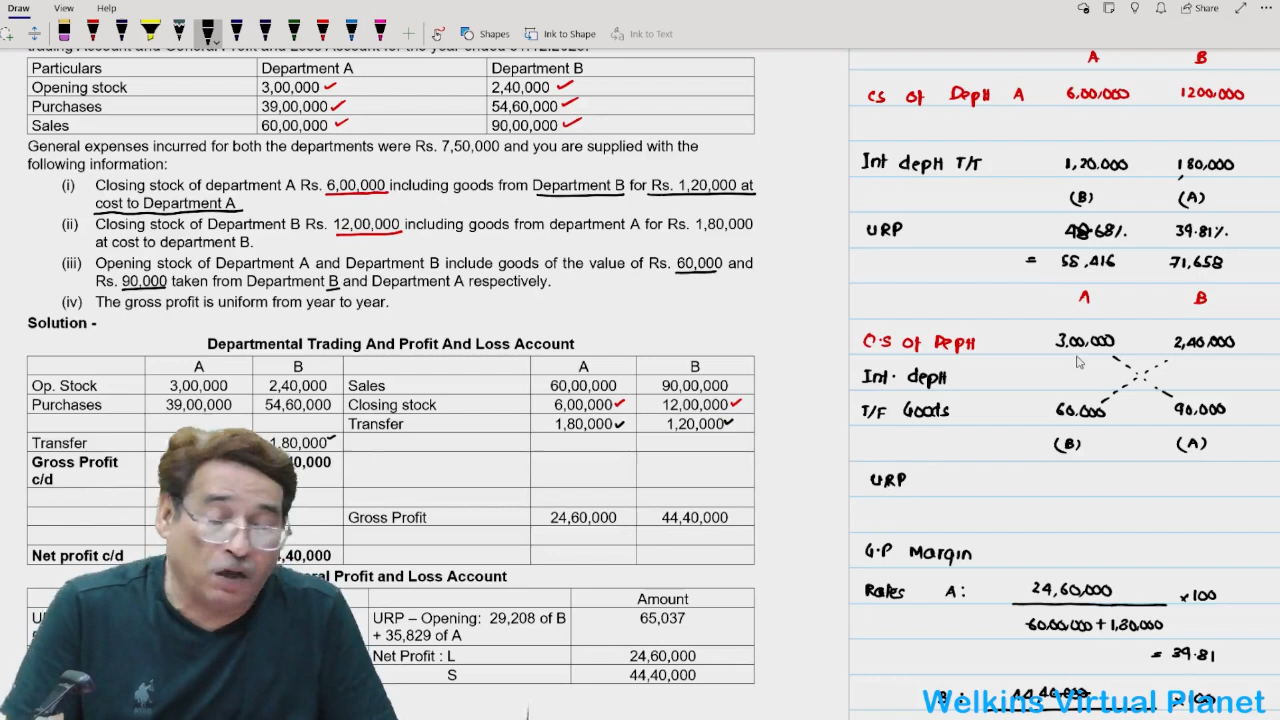 Draw Insert View Help
Share
Shapes Ink to Shape Ink to Text
Particulars Department A Department B
Opening stock 3,00,000 2,40,000
Purchases 39,00,000 54,60,000
Sales 60,00,000 90,00,000
General expenses incurred for both the departments were Rs. 7,50,000 and you are supplied with the
following information:
(i) Closing stock of department A Rs. 6,00,000 including goods from Department B for Rs. 1,20,000 at
cost to Department A
(ii) Closing stock of Department B Rs. 12,00,000 including goods from department A for Rs. 1,80,000
at cost to department B.
(iii) Opening stock of Department A and Department B include goods of the value of Rs. 60,000 and
Rs. 90,000 taken from Department B and Department A respectively.
(iv) The gross profit is uniform from year to year.
Solution -
Departmental Trading And Profit and Loss Account
A B A B
Op. Stock 3,00,000 2,40,000 Sales 60,00,000 90,00,000
Purchases 39,00,000 54,60,000 Closing stock 6,00,000 12,00,000
Transfer 1,80,000 1,20,000
Transfer 1,80,000
Gross Profit
c/d
Gross Profit 24,60,000 44,40,000
Net profit c/d
Profit and Loss Account
Amount
URP – Opening: 29,208 of B 65,037
+ 35,829 of A
Net Profit : L 24,60,000
S 44,40,000
A B
CS of Deptt A 6,00,000 1200,000
Int deptt T/T 1,20,000 180,000
(B) (A)
URP 39.81%
= 71,658
A B
O.S of Deptt 3,00,000 2,40,000
Int. deptt
T/F Goods 60,000 90,000
(B) (A)
URP
G.P Margin
Rates A: 24,60,000 ×100
60,00,000 + 1,80,000
= 39.81
44,40,000
Welkins Virtual Planet